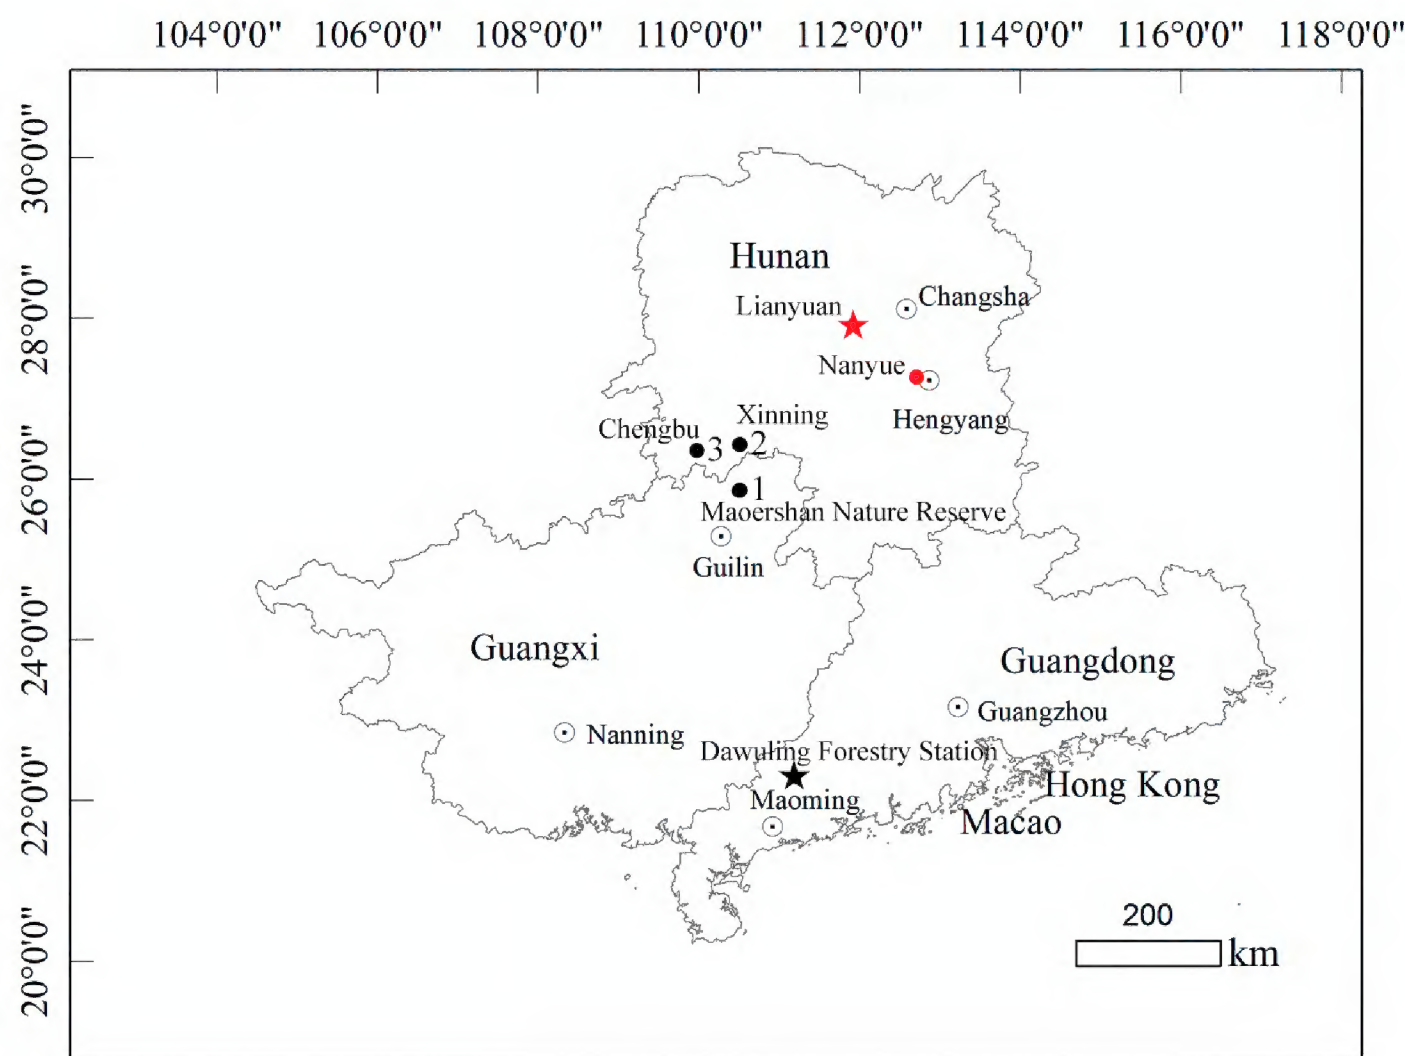 104°0'0" 106°0'0" 108°0'0" 110°0'0" 112°0'0" 114°0'0" 116°0'0" 118°0'0"
30°0'0"
28°0'0"
26°0'0"
24°0'0"
22°0'0"
20°0'0"
Hunan
Changsha
Lianyuan
Nanyue
Hengyang
Xinning
Chengbu
3
2
1
Maoershan Nature Reserve
Guilin
Guangxi
Guangdong
Nanning
Guangzhou
Dawuling Forestry Station
Hong Kong
Maoming
Macao
200
km